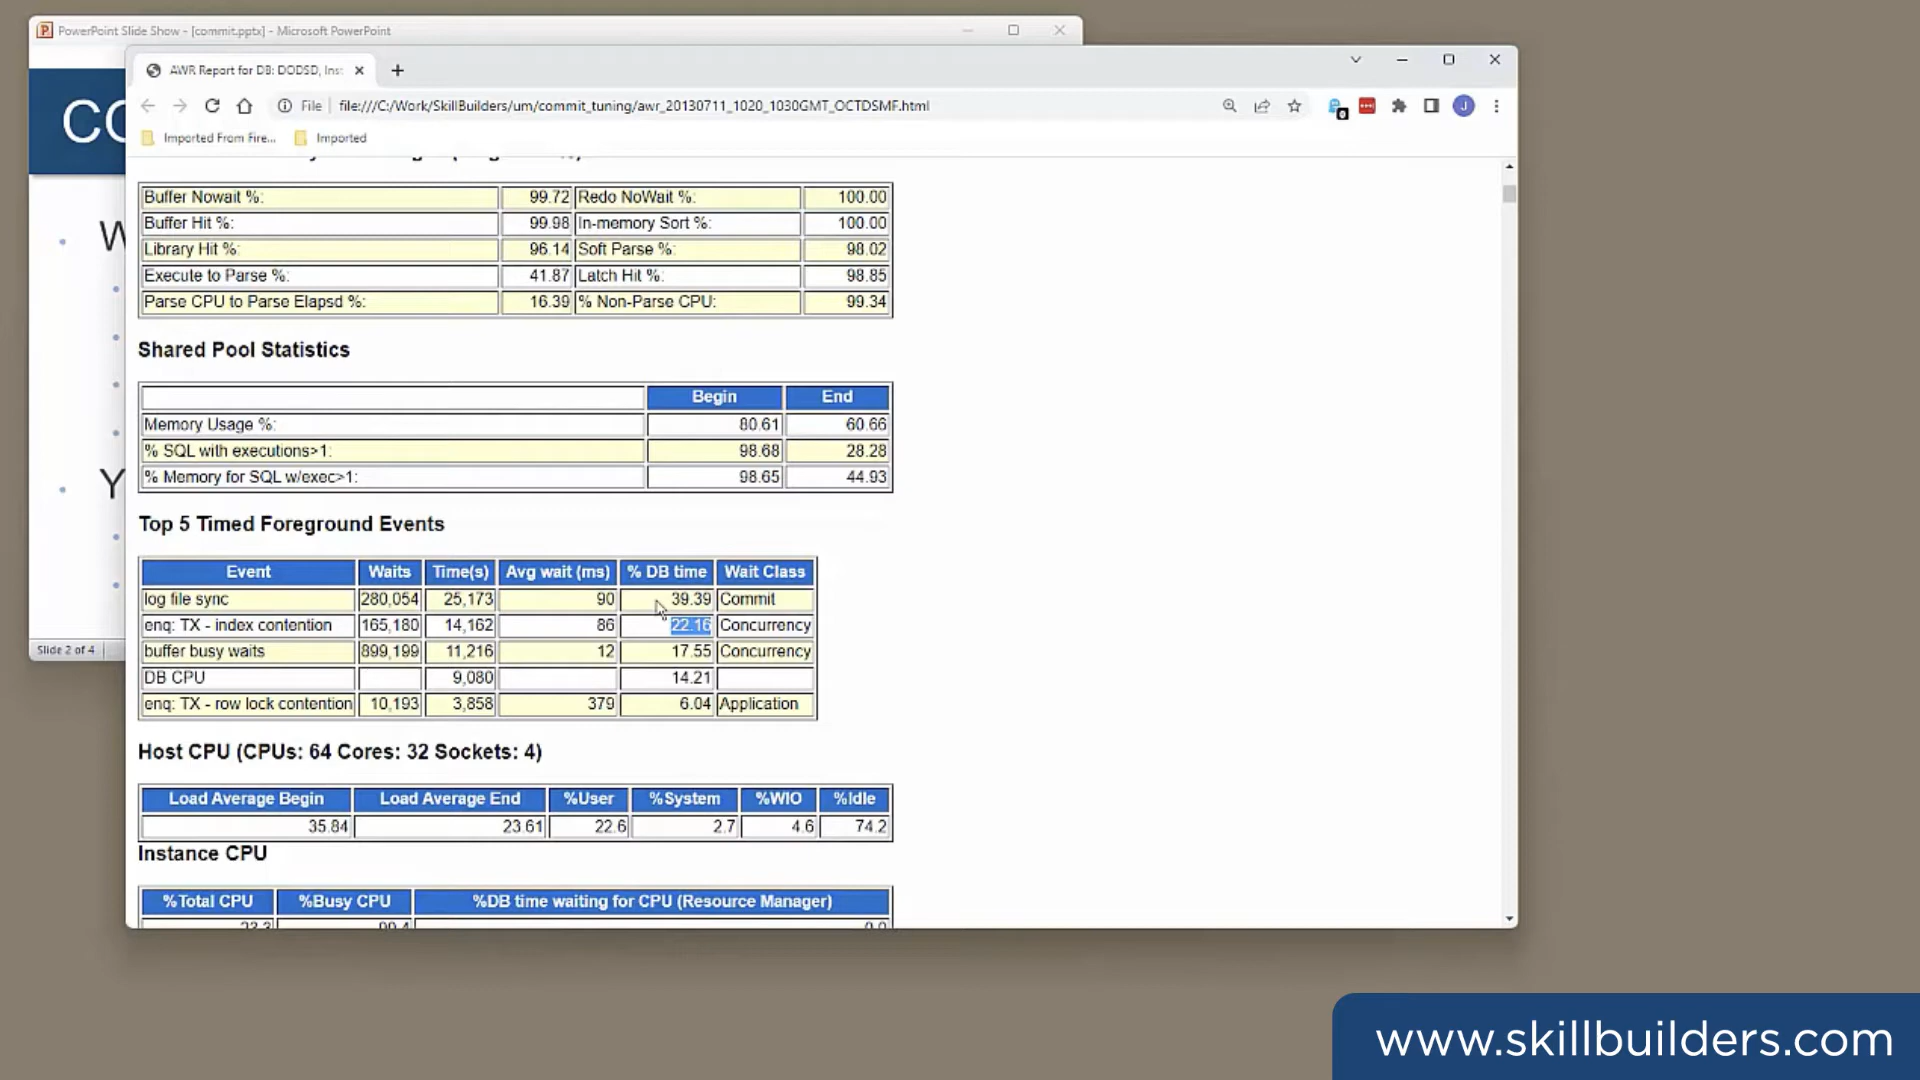 PowerPoint Slide Show - [commit.pptx] - Microsoft PowerPoint
AWR Report for DB: DODSD, Ins:
File file:///C:/Work/SkillBuilders/um/commit_tuning/awr_20130711_1020_1030GMT_OCTDSMF.html
Imported From Fire... Imported
Buffer Nowait %: 99.72 Redo NoWait %: 100.00
Buffer Hit %: 99.98 In-memory Sort %: 100.00
Library Hit %: 96.14 Soft Parse %: 98.02
Execute to Parse %: 41.87 Latch Hit %: 98.85
Parse CPU to Parse Elapsd %: 16.39 % Non-Parse CPU: 99.34
Shared Pool Statistics
Begin End
Memory Usage %: 80.61 60.66
% SQL with executions>1: 98.68 28.28
% Memory for SQL w/exec>1: 98.65 44.93
Top 5 Timed Foreground Events
Event Waits Time(s) Avg wait (ms) % DB time Wait Class
log file sync 280,054 25,173 90 39.39 Commit
enq: TX - index contention 165,180 14,162 86 22.16 Concurrency
buffer busy waits 899,199 11,216 12 17.55 Concurrency
DB CPU 9,080 14.21
enq: TX - row lock contention 10,193 3,858 379 6.04 Application
Slide 2 of 4
Host CPU (CPUs: 64 Cores: 32 Sockets: 4)
Load Average Begin Load Average End %User %System %WIO %Idle
35.84 23.61 22.6 2.7 4.6 74.2
Instance CPU
%Total CPU %Busy CPU %DB time waiting for CPU (Resource Manager)
www.skillbuilders.com